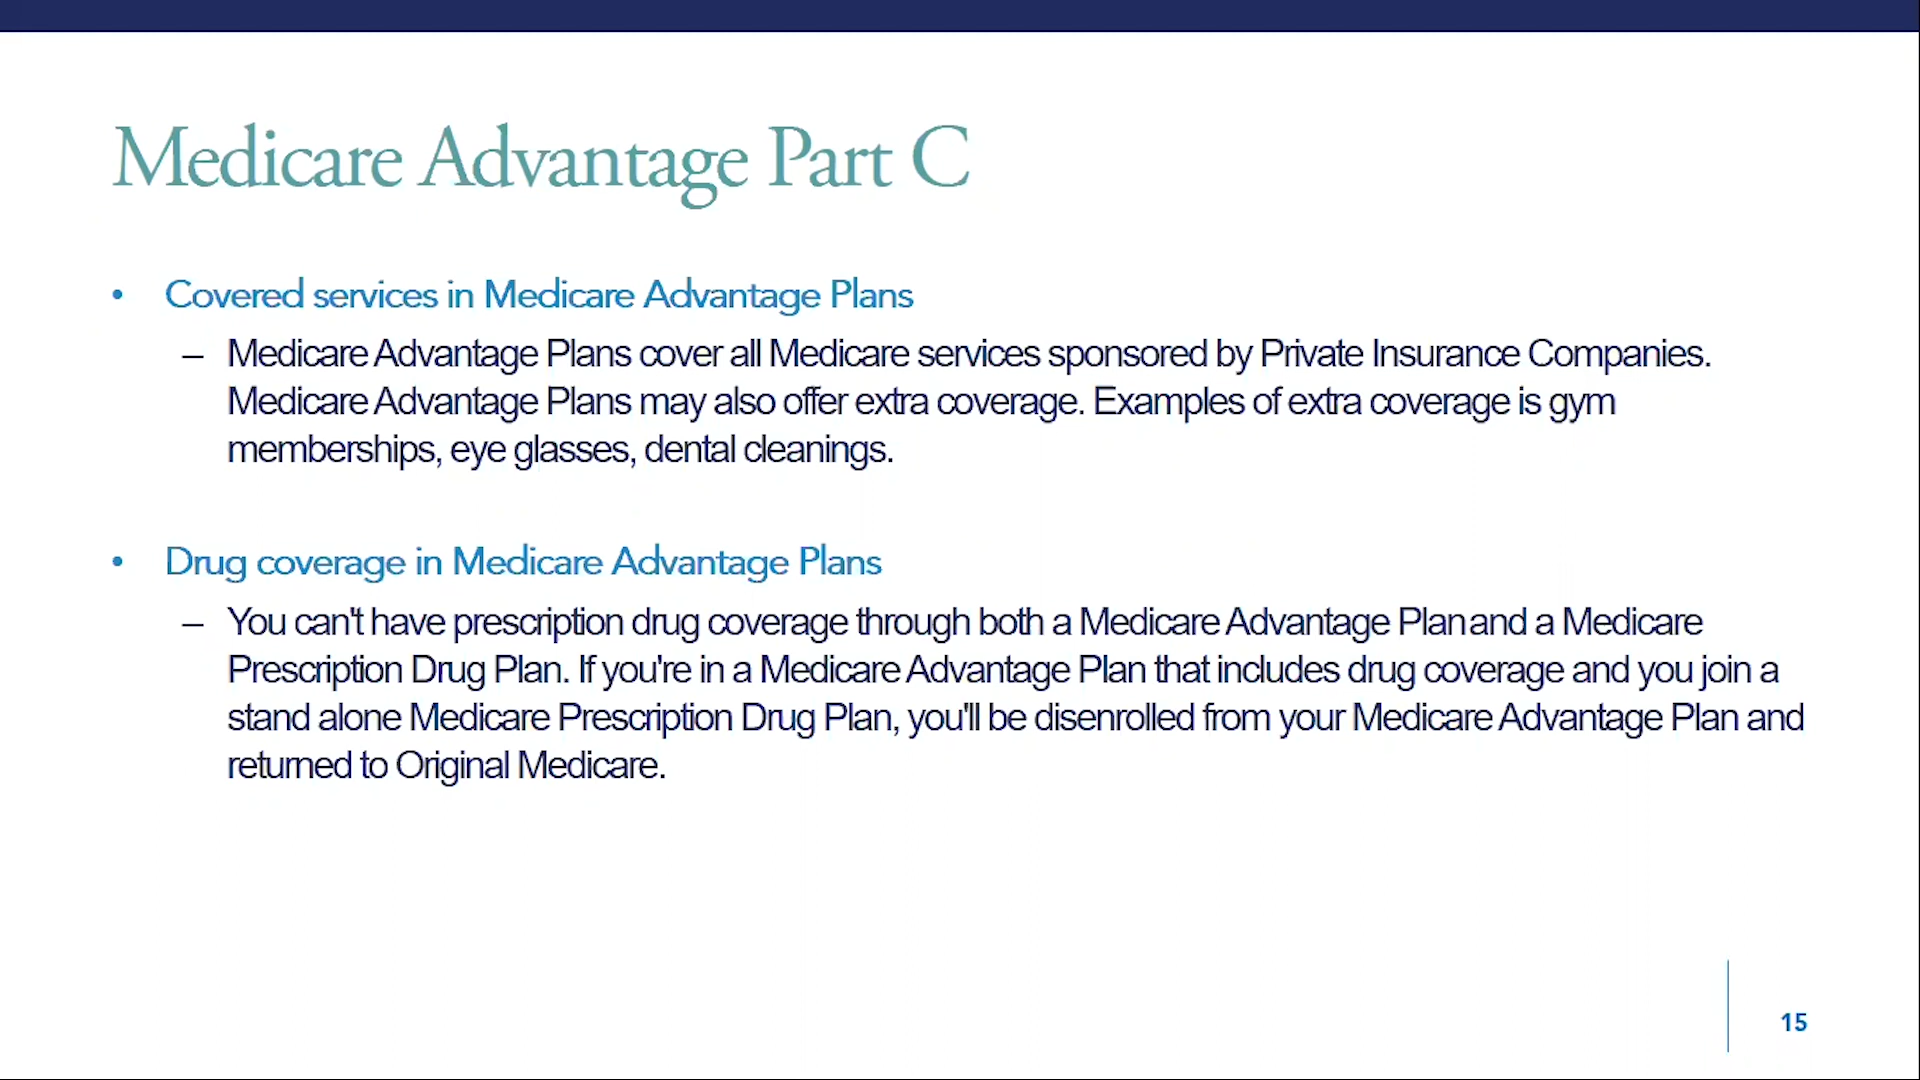 Medicare Advantage Part C
• Covered services in Medicare Advantage Plans
– Medicare Advantage Plans cover all Medicare services sponsored by Private Insurance Companies.
Medicare Advantage Plans may also offer extra coverage. Examples of extra coverage is gym
memberships, eye glasses, dental cleanings.
• Drug coverage in Medicare Advantage Plans
– You can't have prescription drug coverage through both a Medicare Advantage Plan and a Medicare
Prescription Drug Plan. If you're in a Medicare Advantage Plan that includes drug coverage and you join a
stand alone Medicare Prescription Drug Plan, you'll be disenrolled from your Medicare Advantage Plan and
returned to Original Medicare.
15